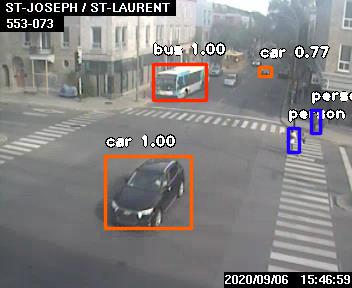 ST-JOSEPH / ST-LAURENT
553-073
bus 1.00
car 0.77
perso
person
car 1.00
2020/09/06 15:46:59